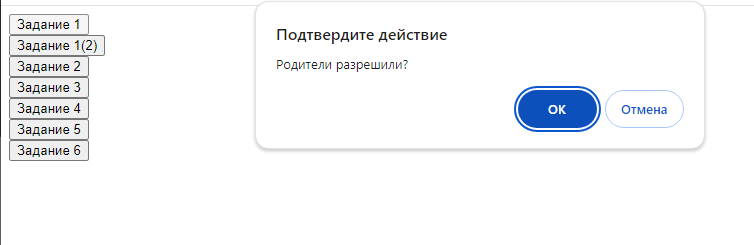 Задание 1
Задание 1(2)
Задание 2
Задание 3
Задание 4
Задание 5
Задание 6
Подтвердите действие
Родители разрешили?
ОК
Отмена